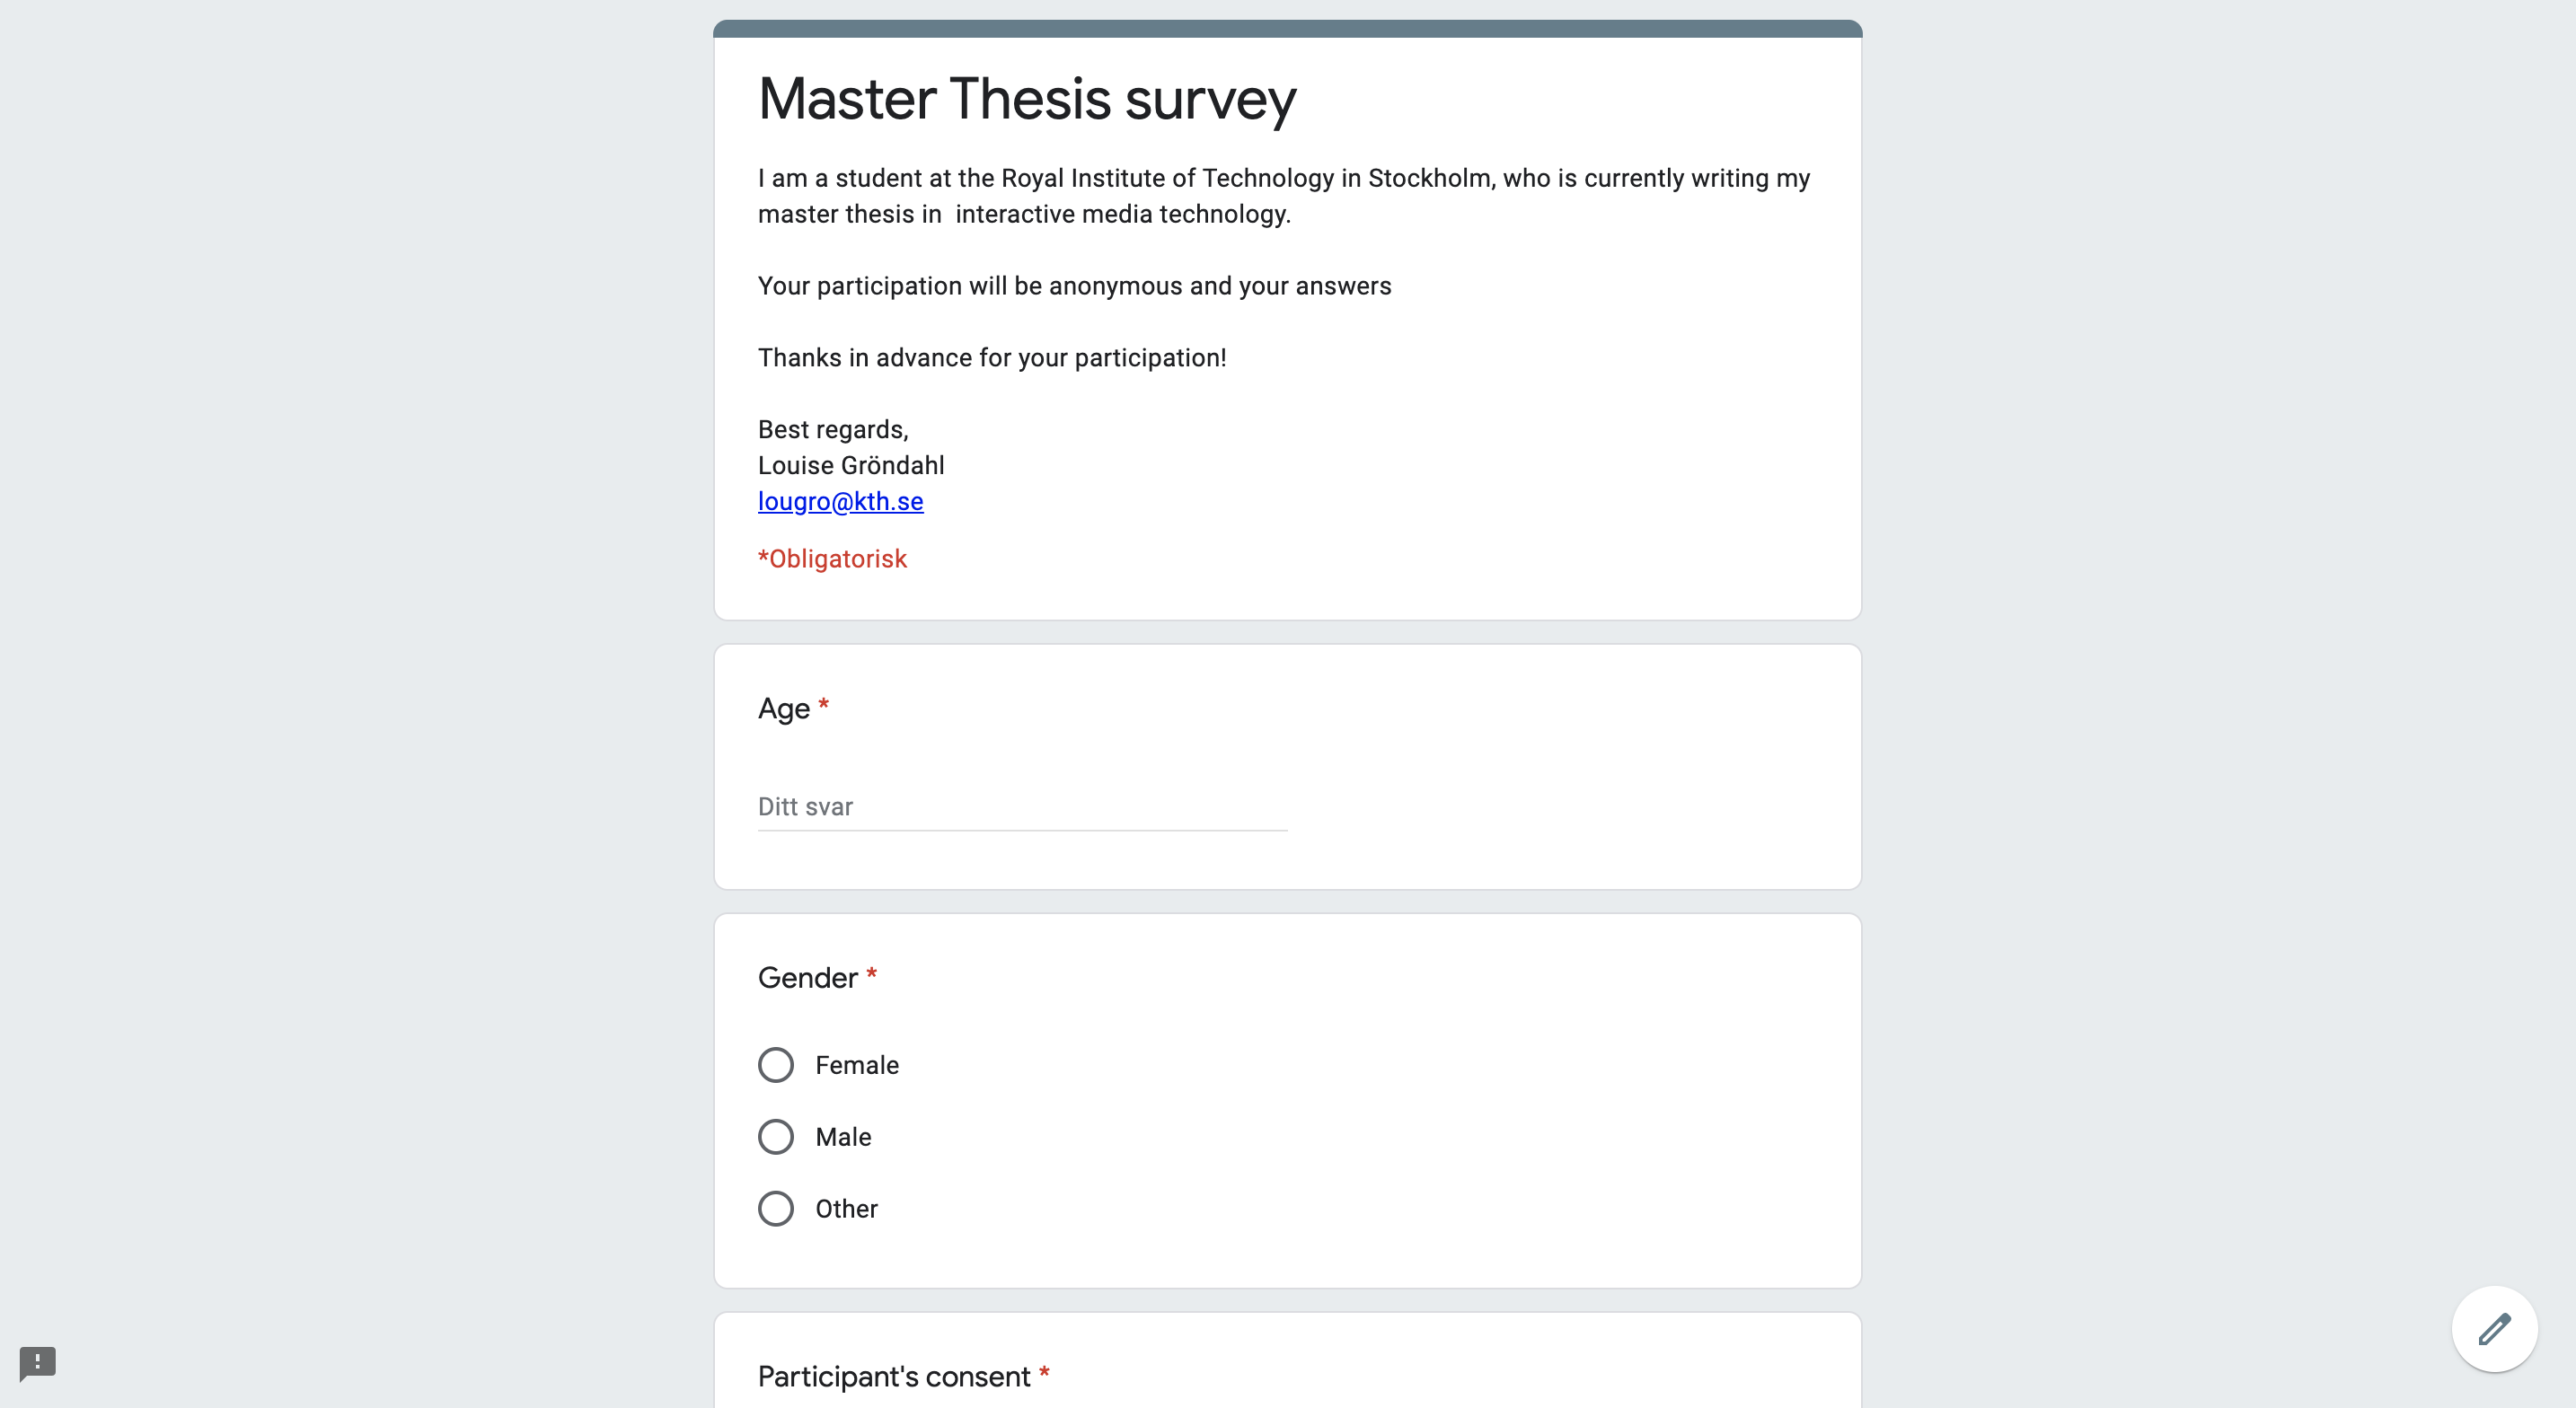 Master Thesis survey
I am a student at the Royal Institute of Technology in Stockholm, who is currently writing my
master thesis in  interactive media technology.
Your participation will be anonymous and your answers
Thanks in advance for your participation!
Best regards,
Louise Gröndahl
lougro@kth.se
*Obligatorisk
Age *
Ditt svar
Gender *
Female
Male
Other
Participant's consent *